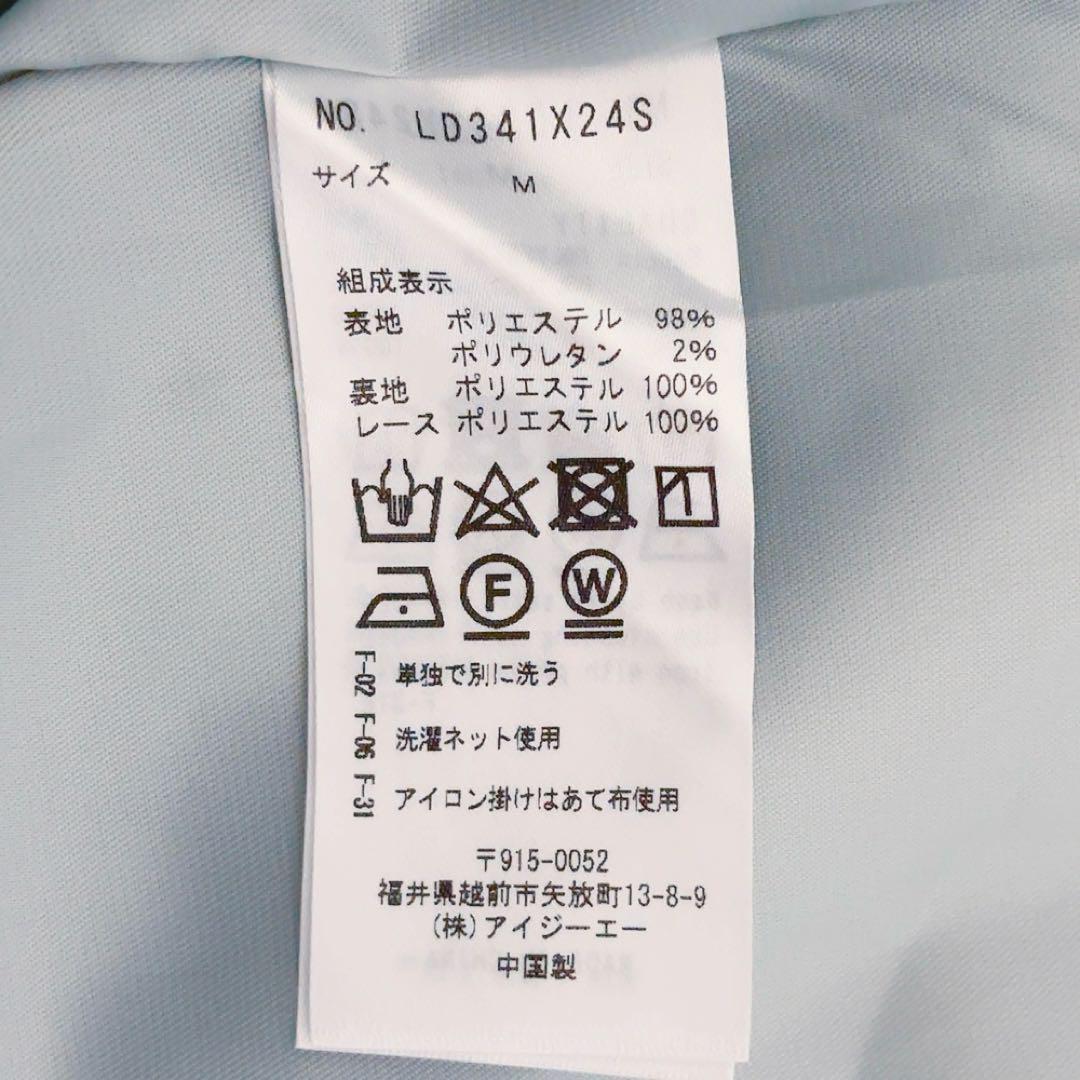 NO. LD341X24S
サイズ M
組成表示
表地 ポリエステル 98%
ポリウレタン 2%
裏地 ポリエステル 100%
レース ポリエステル 100%
F W
F-02 F-06 F-31
単独で別に洗う
洗濯ネット使用
アイロン掛けはあて布使用
〒915-0052
福井県越前市矢放町13-8-9
(株)アイジーエー
中国製